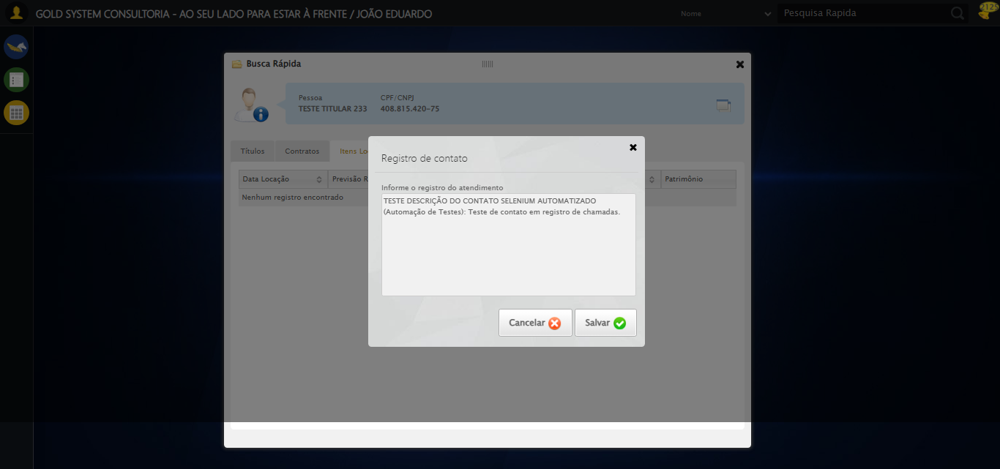 GOLD SYSTEM CONSULTORIA - AO SEU LADO PARA ESTAR À FRENTE / JOÃO EDUARDO
Nome
Pesquisa Rapida
2125
Busca Rápida
Pessoa
CPF/CNPJ
TESTE TITULAR 233
408.815.420-75
Títulos
Contratos
Itens Lo
Data Locação
Previsão R
Patrimônio
Nenhum registro encontrado
Registro de contato
Informe o registro do atendimento
TESTE DESCRIÇÃO DO CONTATO SELENIUM AUTOMATIZADO
(Automação de Testes): Teste de contato em registro de chamadas.
Cancelar
Salvar